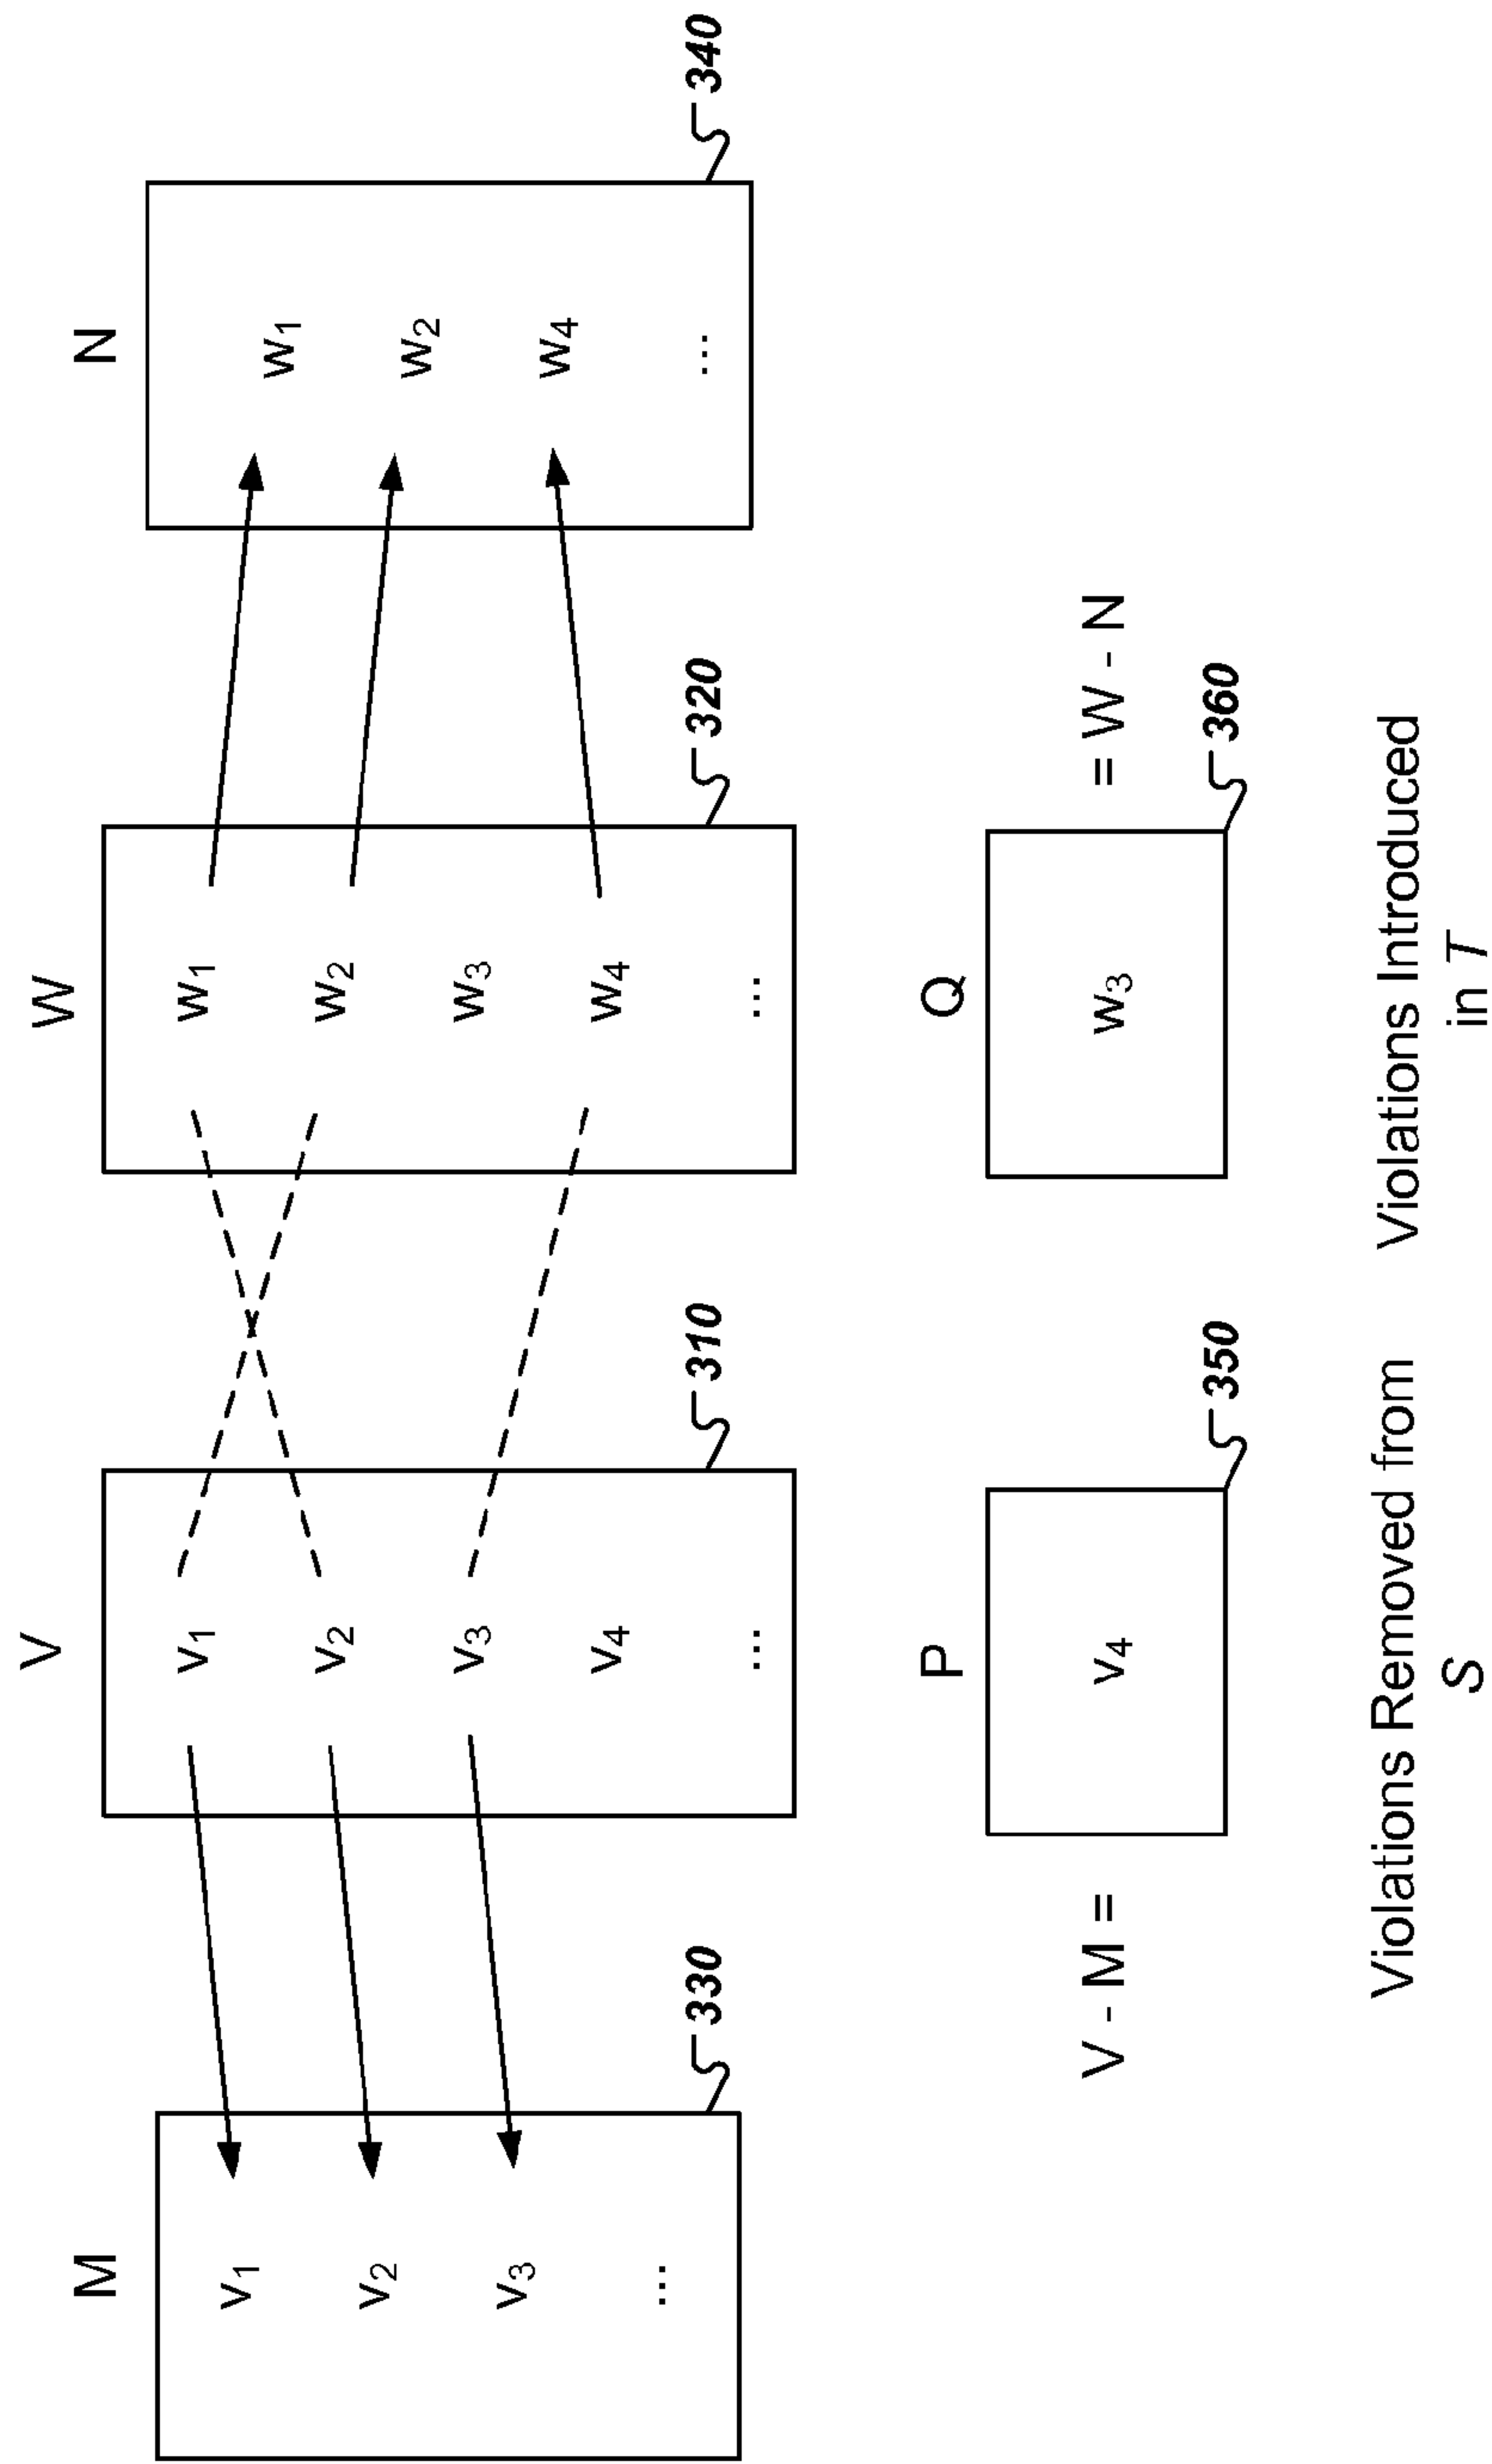 M
V
W
N
v1
v2
v3
...
330
v1
v2
v3
v4
...
310
w1
w2
w3
w4
...
320
w1
w2
w4
...
340
P
Q
V - M =
v4
350
w3
= W - N
360
Violations Removed from
S
Violations Introduced
in T